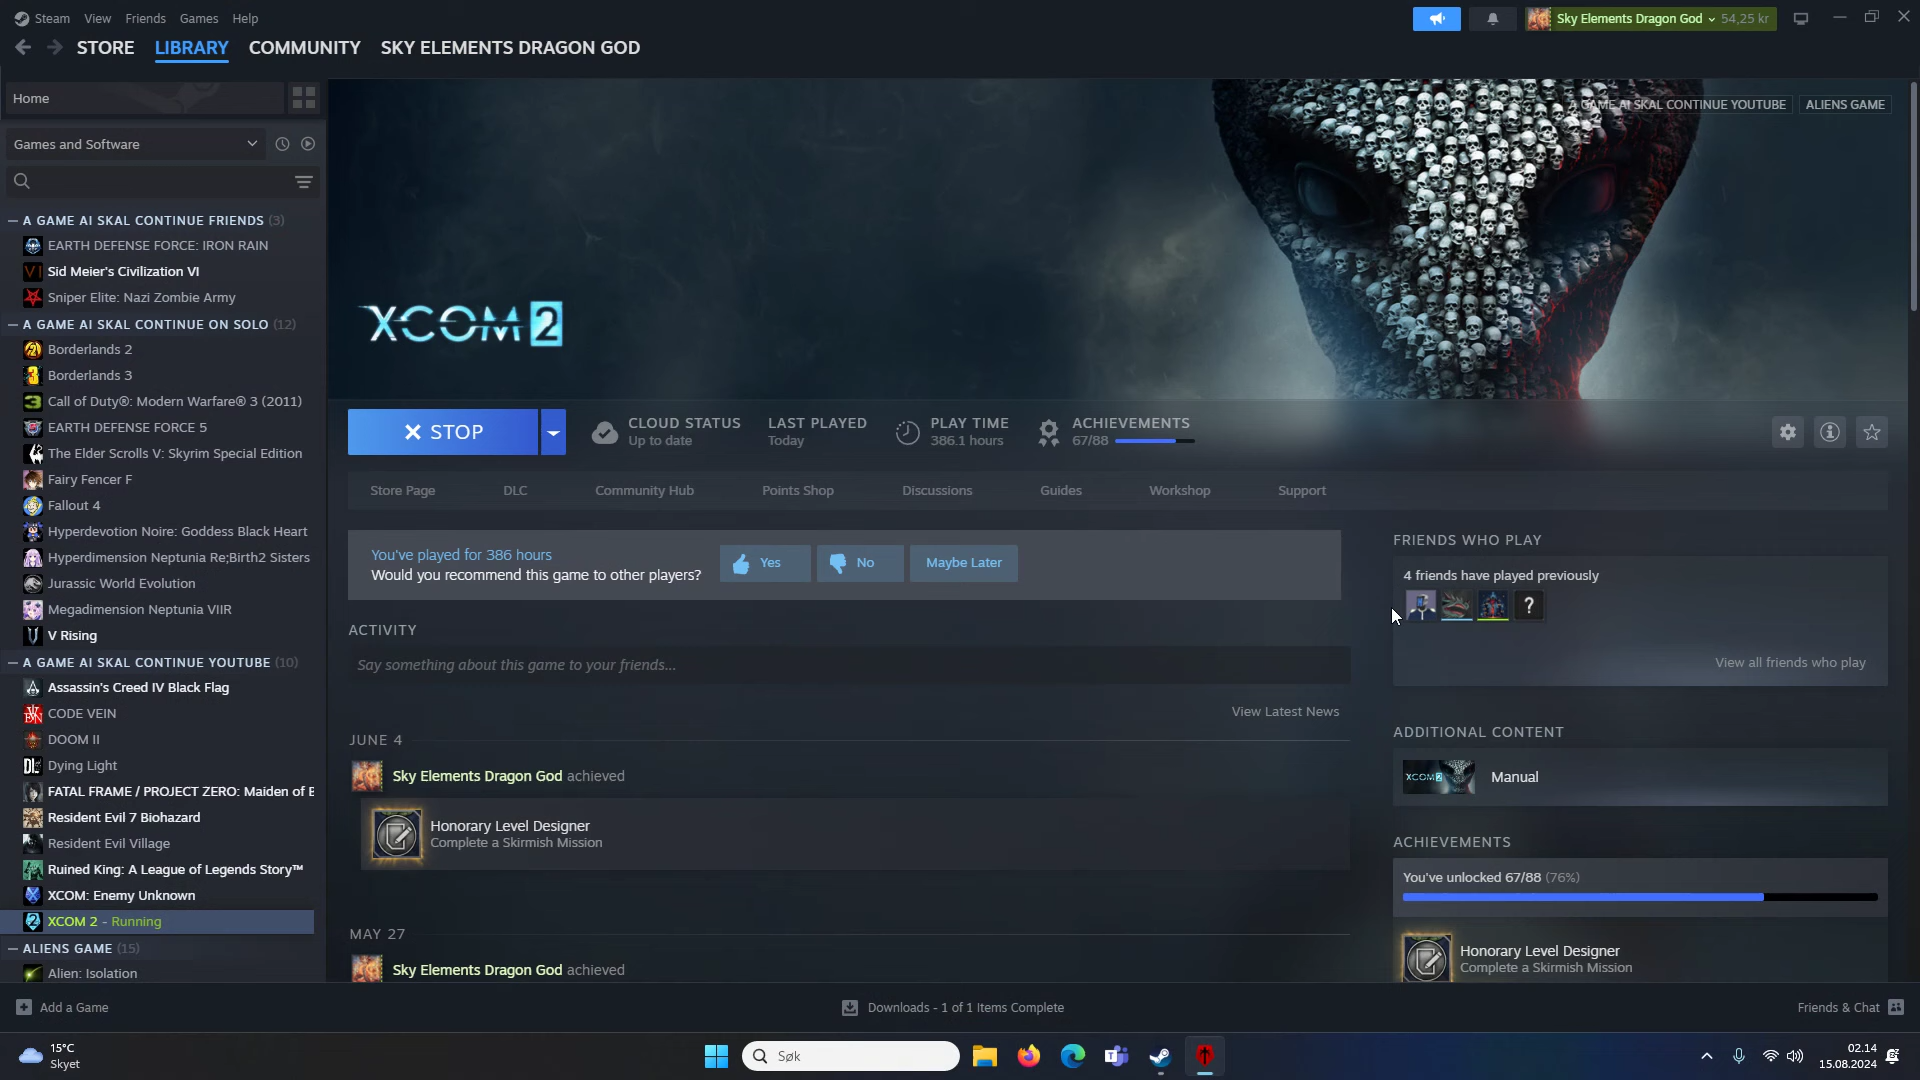 Steam View Friends Games Help
Sky Elements Dragon God 54,25 kr
STORE LIBRARY COMMUNITY SKY ELEMENTS DRAGON GOD
Home
Games and Software
A GAME AI SKAL CONTINUE FRIENDS (3)
EARTH DEFENSE FORCE: IRON RAIN
Sid Meier's Civilization VI
Sniper Elite: Nazi Zombie Army
A GAME AI SKAL CONTINUE ON SOLO (12)
Borderlands 2
Borderlands 3
Call of Duty®: Modern Warfare® 3 (2011)
EARTH DEFENSE FORCE 5
The Elder Scrolls V: Skyrim Special Edition
Fairy Fencer F
Fallout 4
Hyperdevotion Noire: Goddess Black Heart
Hyperdimension Neptunia Re;Birth2 Sisters
Jurassic World Evolution
Megadimension Neptunia VIIR
V Rising
A GAME AI SKAL CONTINUE YOUTUBE (10)
Assassin's Creed IV Black Flag
CODE VEIN
DOOM II
Dying Light
FATAL FRAME / PROJECT ZERO: Maiden of B
Resident Evil 7 Biohazard
Resident Evil Village
Ruined King: A League of Legends Story™
XCOM: Enemy Unknown
XCOM 2 - Running
ALIENS GAME (15)
Alien: Isolation
A GAME AI SKAL CONTINUE YOUTUBE ALIENS GAME
XCOM 2
STOP
CLOUD STATUS
Up to date
LAST PLAYED
Today
PLAY TIME
386.1 hours
ACHIEVEMENTS
67/88
Store Page DLC Community Hub Points Shop Discussions Guides Workshop Support
You've played for 386 hours
Would you recommend this game to other players?
Yes No Maybe Later
ACTIVITY
Say something about this game to your friends...
View Latest News
JUNE 4
Sky Elements Dragon God achieved
Honorary Level Designer
Complete a Skirmish Mission
MAY 27
Sky Elements Dragon God achieved
FRIENDS WHO PLAY
4 friends have played previously
?
View all friends who play
ADDITIONAL CONTENT
XCOM 2
Manual
ACHIEVEMENTS
You've unlocked 67/88 (76%)
Honorary Level Designer
Complete a Skirmish Mission
Add a Game
Downloads - 1 of 1 Items Complete
Friends & Chat
15°C
Skyet
Søk
02.14
15.08.2024